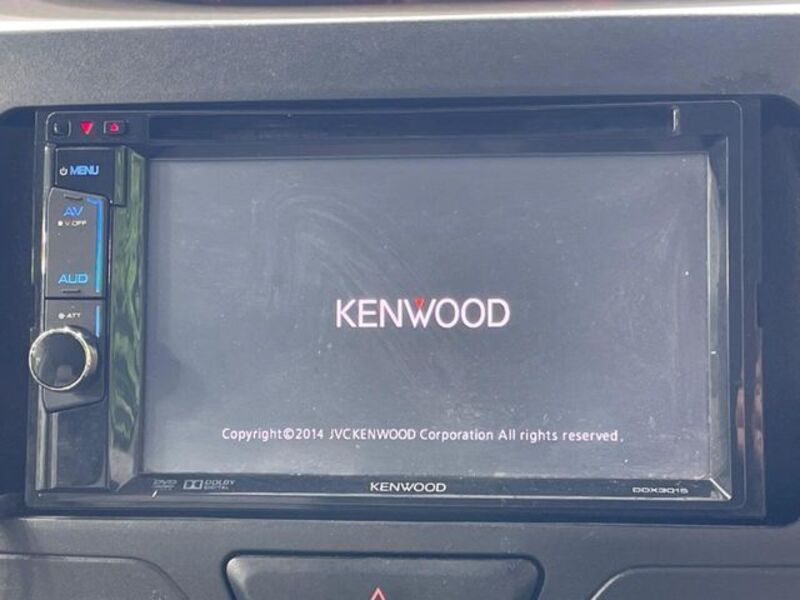 MENU
AV
V.OFF
AUD
ATT
KENWOOD
Copyright©2014 JVCKENWOOD Corporation All rights reserved.
DVD DOLBY DIGITAL KENWOOD DDX3015